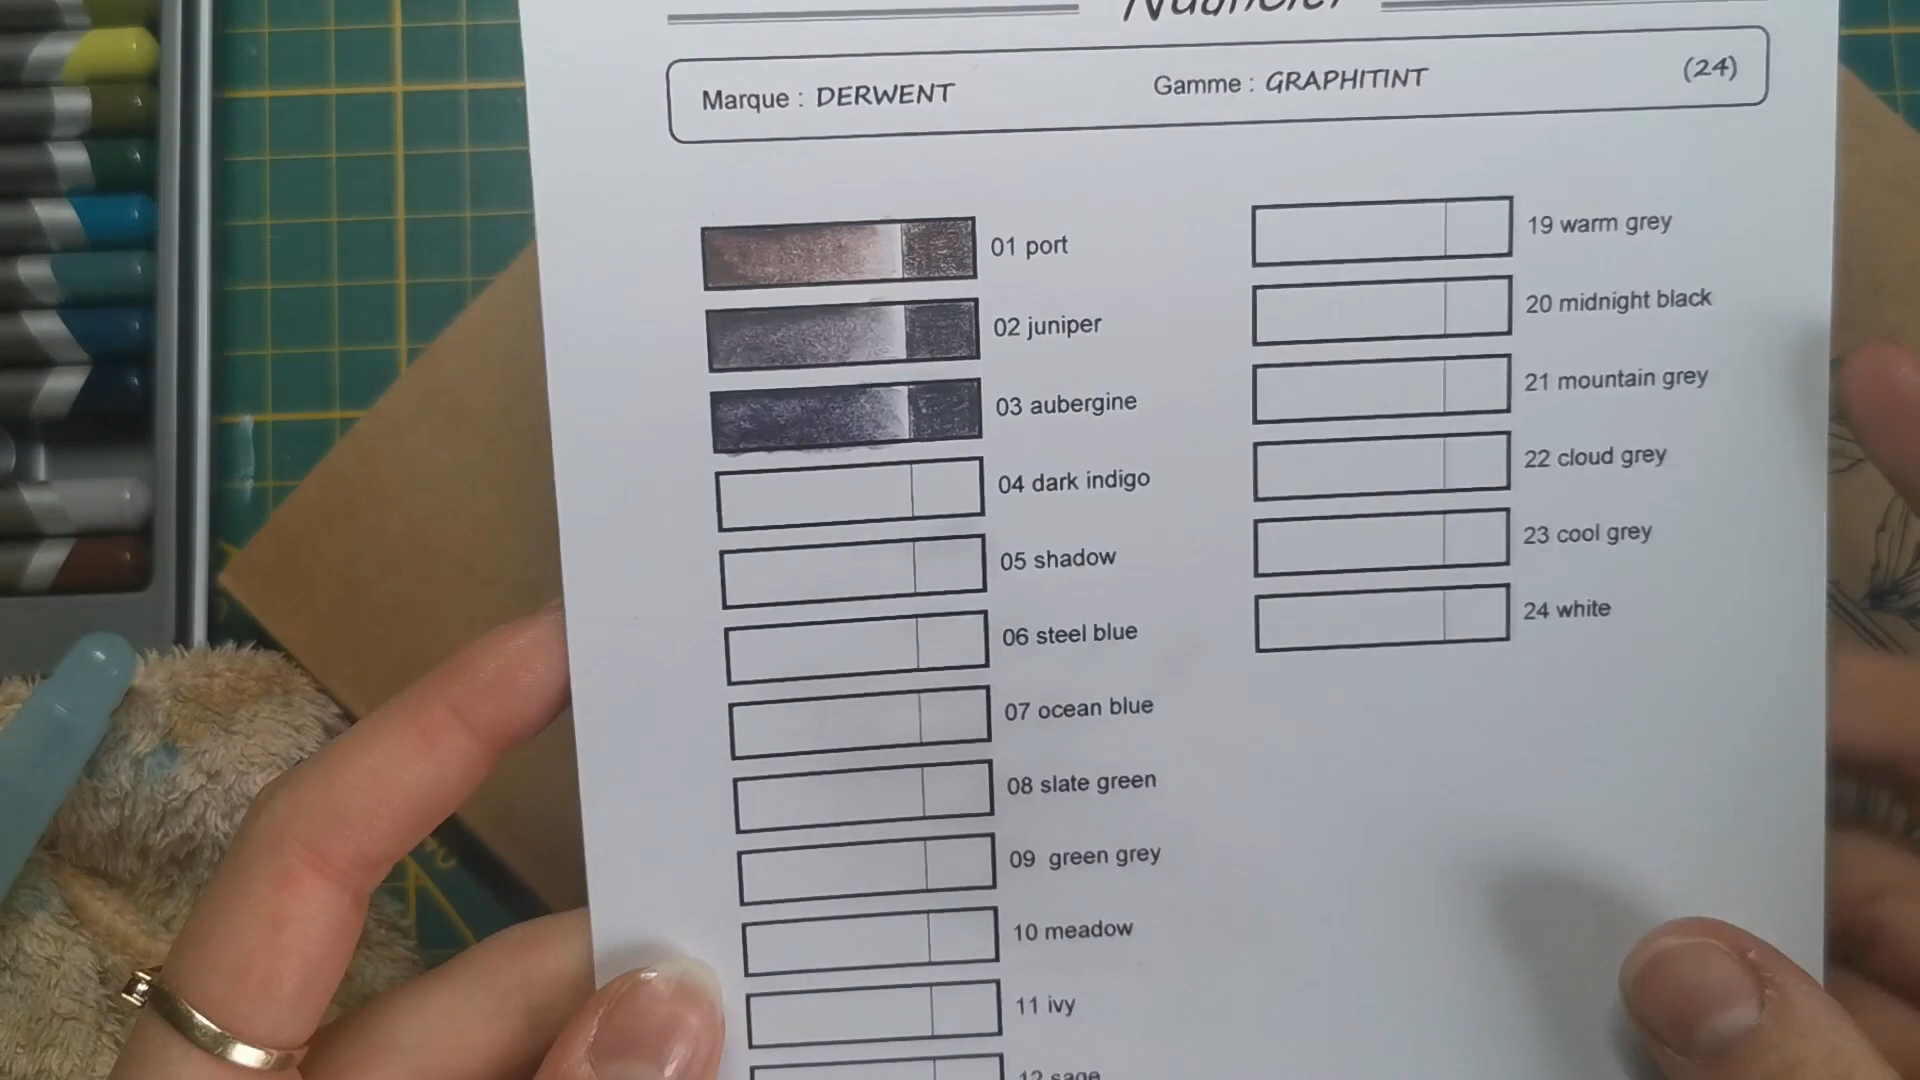 Nuancier
Marque : DERWENT
Gamme : GRAPHITINT
(24)
01 port
02 juniper
03 aubergine
04 dark indigo
05 shadow
06 steel blue
07 ocean blue
08 slate green
09 green grey
10 meadow
11 ivy
12 sage
19 warm grey
20 midnight black
21 mountain grey
22 cloud grey
23 cool grey
24 white